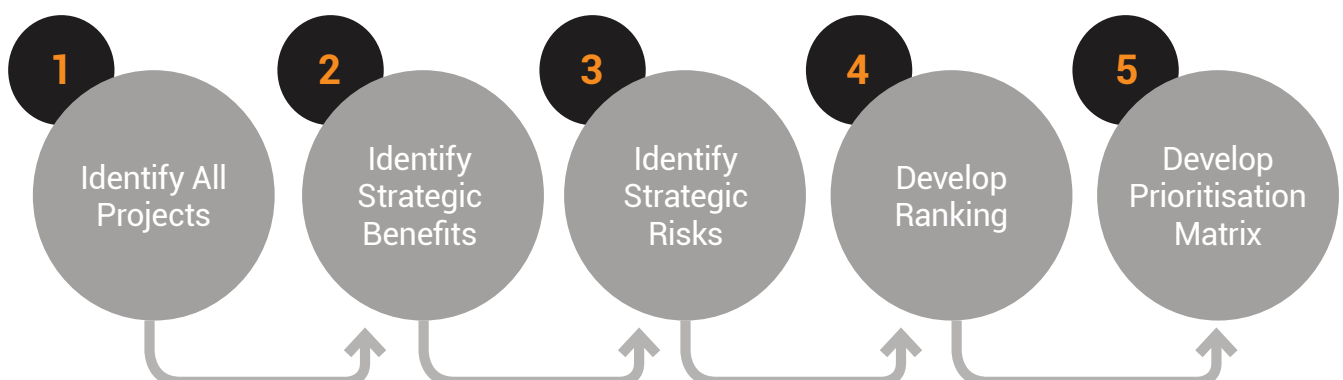 1
Identify All
Projects
2
Identify
Strategic
Benefits
3
Identify
Strategic
Risks
4
Develop
Ranking
5
Develop
Prioritisation
Matrix